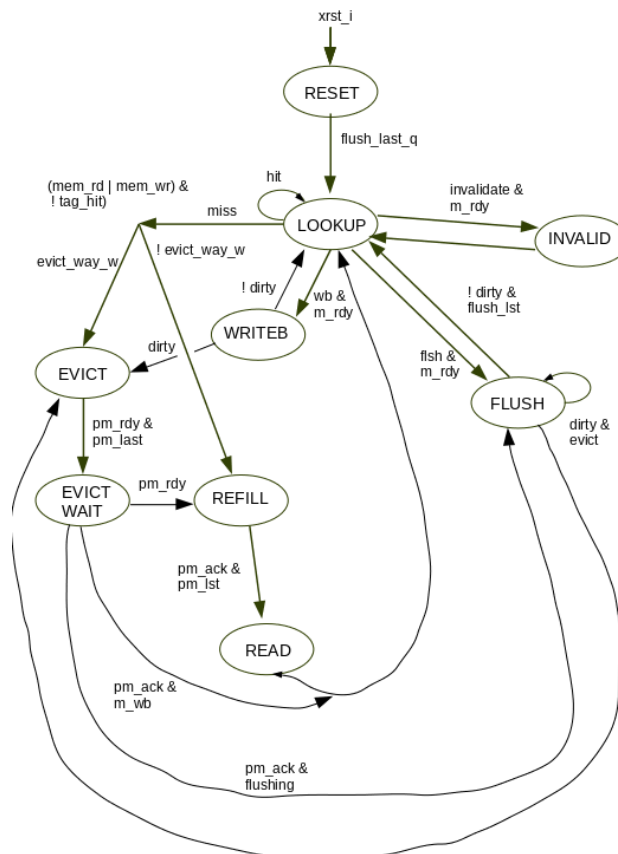 xrst_i
RESET
flush_last_q
hit
(mem_rd | mem_wr) &
! tag_hit)
miss
LOOKUP
invalidate &
m_rdy
INVALID
evict_way_w
! evict_way_w
! dirty
wb &
m_rdy
! dirty &
flush_lst
WRITEB
dirty
flsh &
m_rdy
EVICT
FLUSH
dirty &
evict
pm_rdy &
pm_last
EVICT
WAIT
pm_rdy
REFILL
pm_ack &
pm_lst
READ
pm_ack &
m_wb
pm_ack &
flushing